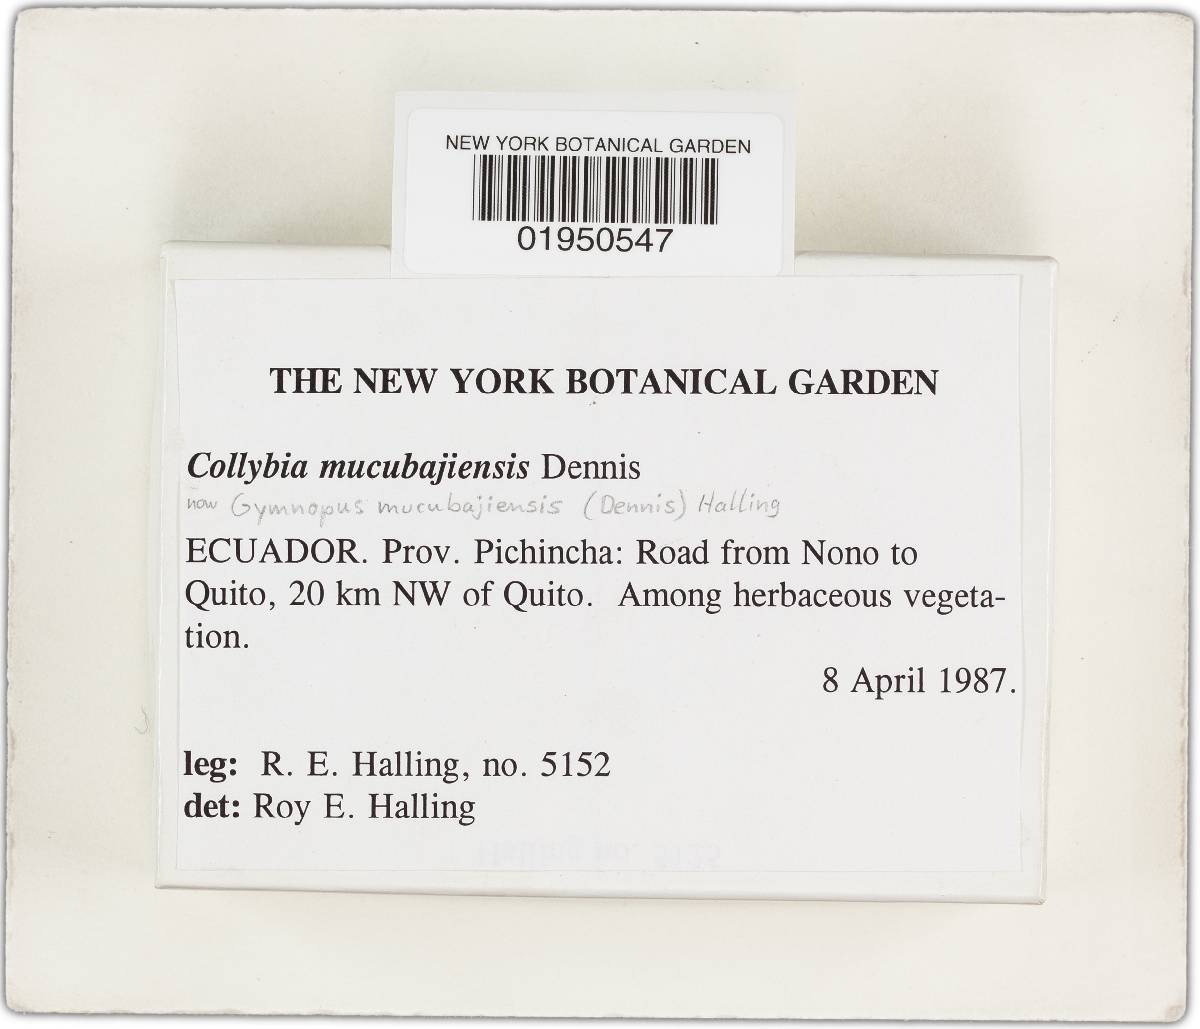 NEW YORK BOTANICAL GARDEN
01950547
THE NEW YORK BOTANICAL GARDEN
Collybia mucubajiensis Dennis
now Gymnopus mucubajiensis (Dennis) Halling
ECUADOR. Prov. Pichincha: Road from Nono to
Quito, 20 km NW of Quito. Among herbaceous vegeta-
tion.
8 April 1987.
leg: R. E. Halling, no. 5152
det: Roy E. Halling